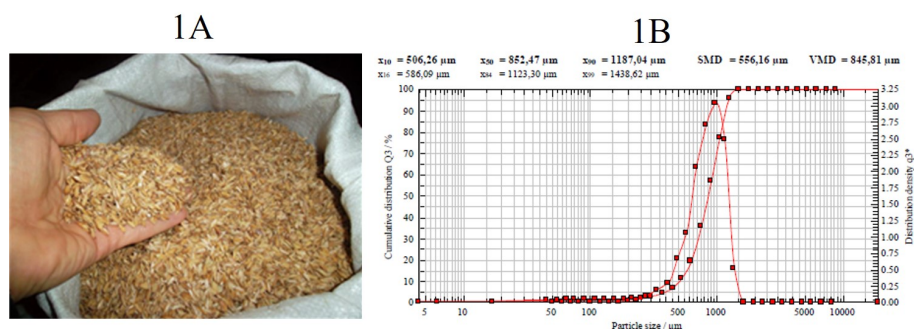 1A
1B
x10 = 506,26 µm x50 = 852,47 µm x90 = 1187,04 µm SMD = 556,16 µm VMD = 845,81 µm
x16 = 586,09 µm x84 = 1123,30 µm x99 = 1438,62 µm
100 90 80 70 60 50 40 30 20 10 0
Cumulative distribution Q3 / %
3.25 3.00 2.75 2.50 2.25 2.00 1.75 1.50 1.25 1.00 0.75 0.50 0.25 0.00
Distribution density q3*
5 10 50 100 500 1000 5000 10000
Particle size / µm